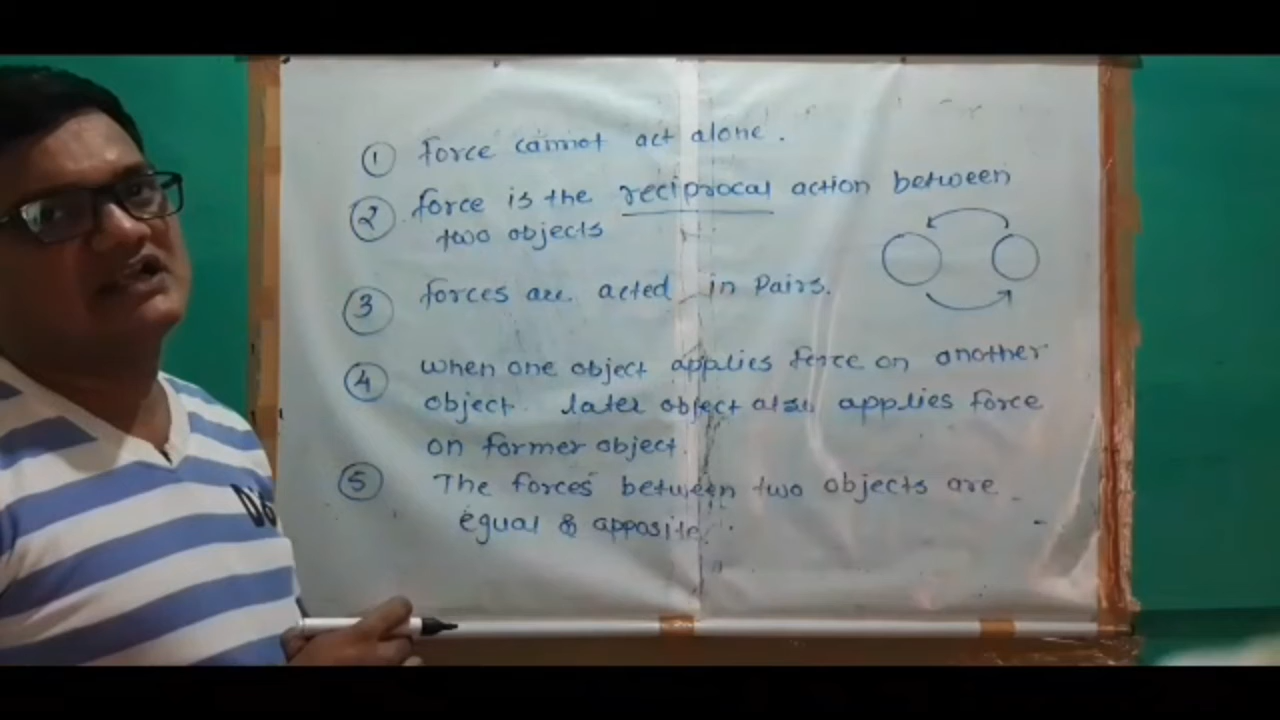 ① force cannot act alone.
② force is the reciprocal action between
two objects
③ forces are acted in Pairs.
④ when one object applies force on another
object later object also applies force
on former object.
⑤ The forces between two objects are
equal & apposite.